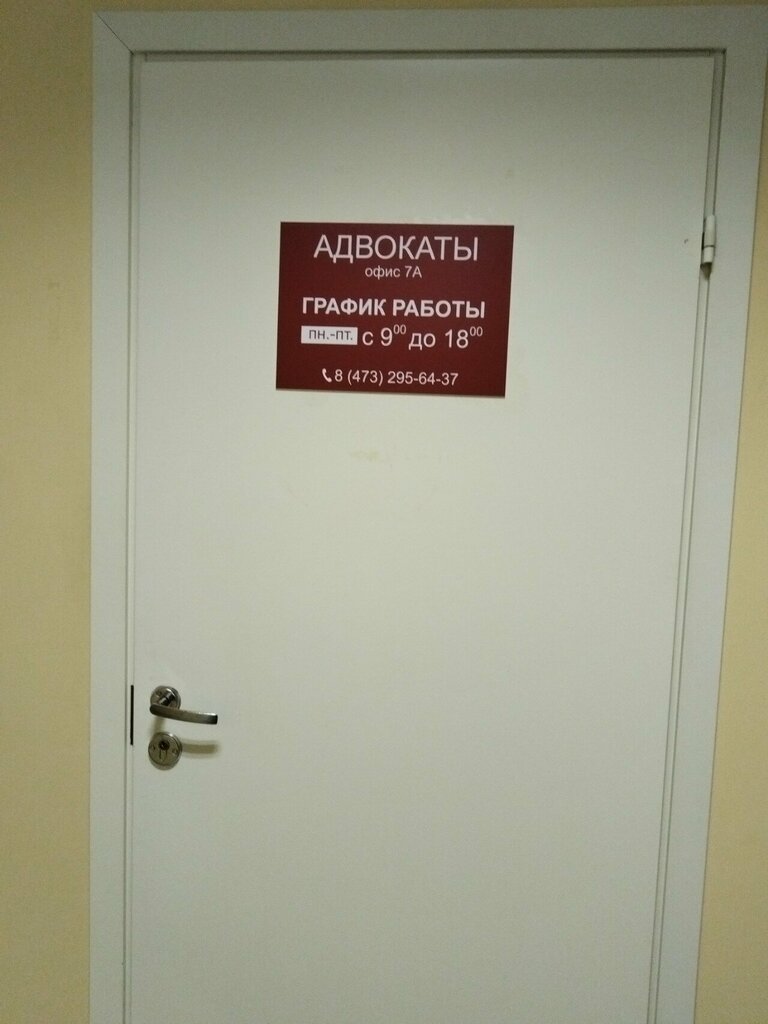 АДВОКАТЫ
офис 7А
ГРАФИК РАБОТЫ
ПН.-ПТ. с 9⁰⁰ до 18⁰⁰
8 (473) 295-64-37